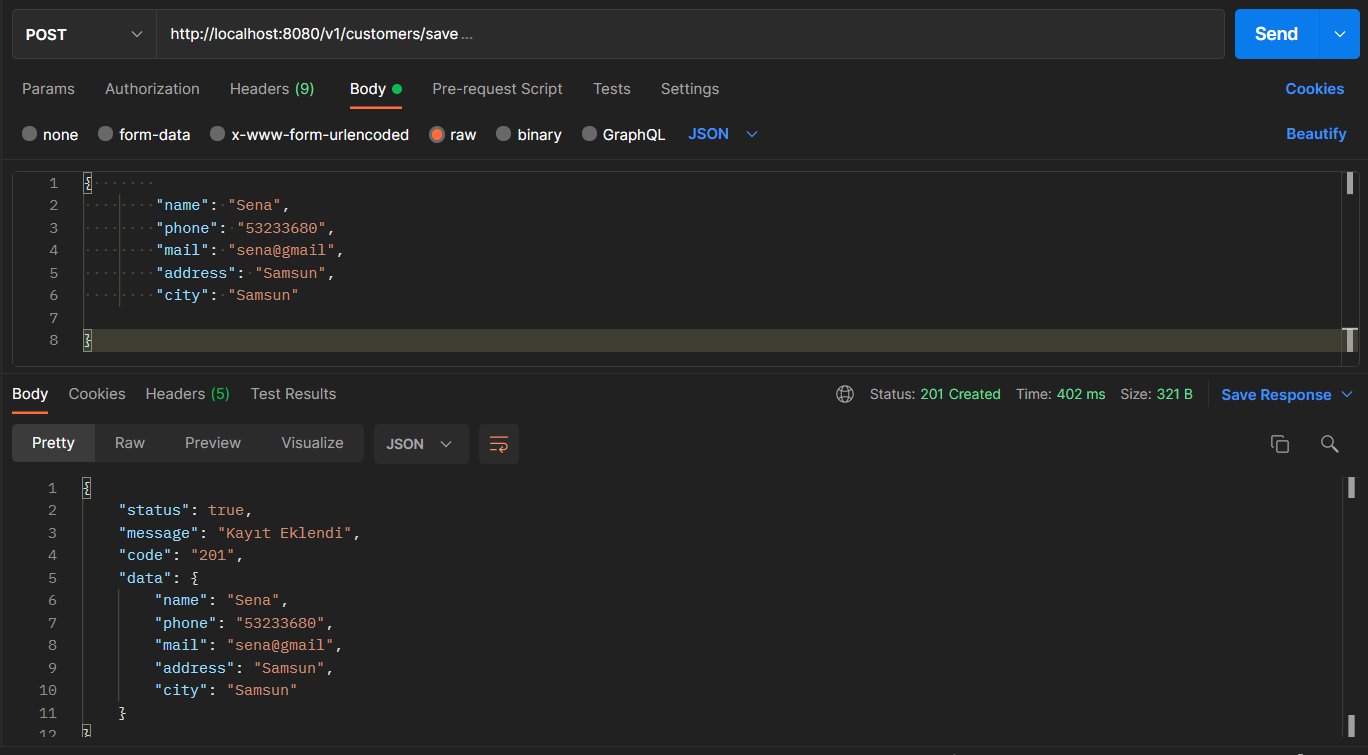 POST http://localhost:8080/v1/customers/save ... Send
Params Authorization Headers (9) Body Pre-request Script Tests Settings Cookies
none form-data x-www-form-urlencoded raw binary GraphQL JSON Beautify
1 {
2 "name": "Sena",
3 "phone": "53233680",
4 "mail": "sena@gmail",
5 "address": "Samsun",
6 "city": "Samsun"
7
8 }
Body Cookies Headers (5) Test Results Status: 201 Created Time: 402 ms Size: 321 B Save Response
Pretty Raw Preview Visualize JSON
1 {
2 "status": true,
3 "message": "Kayıt Eklendi",
4 "code": "201",
5 "data": {
6 "name": "Sena",
7 "phone": "53233680",
8 "mail": "sena@gmail",
9 "address": "Samsun",
10 "city": "Samsun"
11 }
12 }